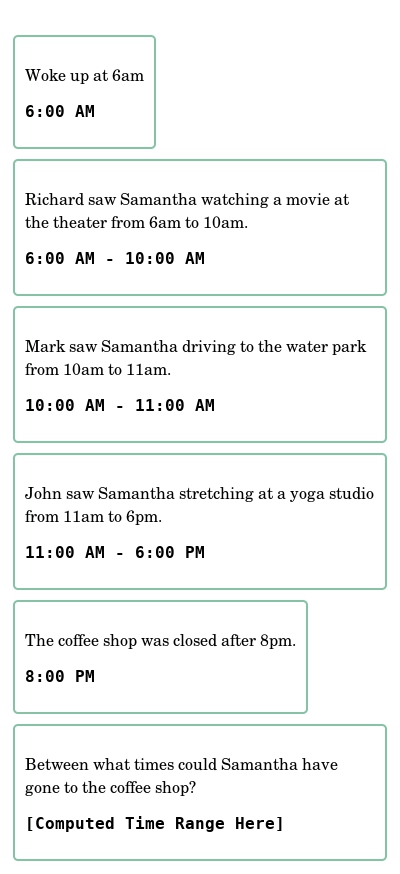 Woke up at 6am
6:00 AM
Richard saw Samantha watching a movie at
the theater from 6am to 10am.
6:00 AM - 10:00 AM
Mark saw Samantha driving to the water park
from 10am to 11am.
10:00 AM - 11:00 AM
John saw Samantha stretching at a yoga studio
from 11am to 6pm.
11:00 AM - 6:00 PM
The coffee shop was closed after 8pm.
8:00 PM
Between what times could Samantha have
gone to the coffee shop?
[Computed Time Range Here]